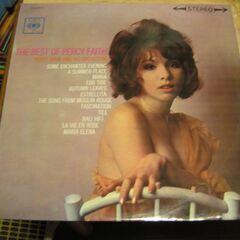 STEREO
THE BEST OF PERCY FAITH
SOME ENCHANTED EVENING
A SUMMER PLACE
MARIA
EBB TIDE
AUTUMN LEAVES
ESTRELLITA
THE SONG FROM MOULIN ROUGE
FASCINATION
TILL
BALI HA'I
LA VIE EN ROSE
MARIA ELENA